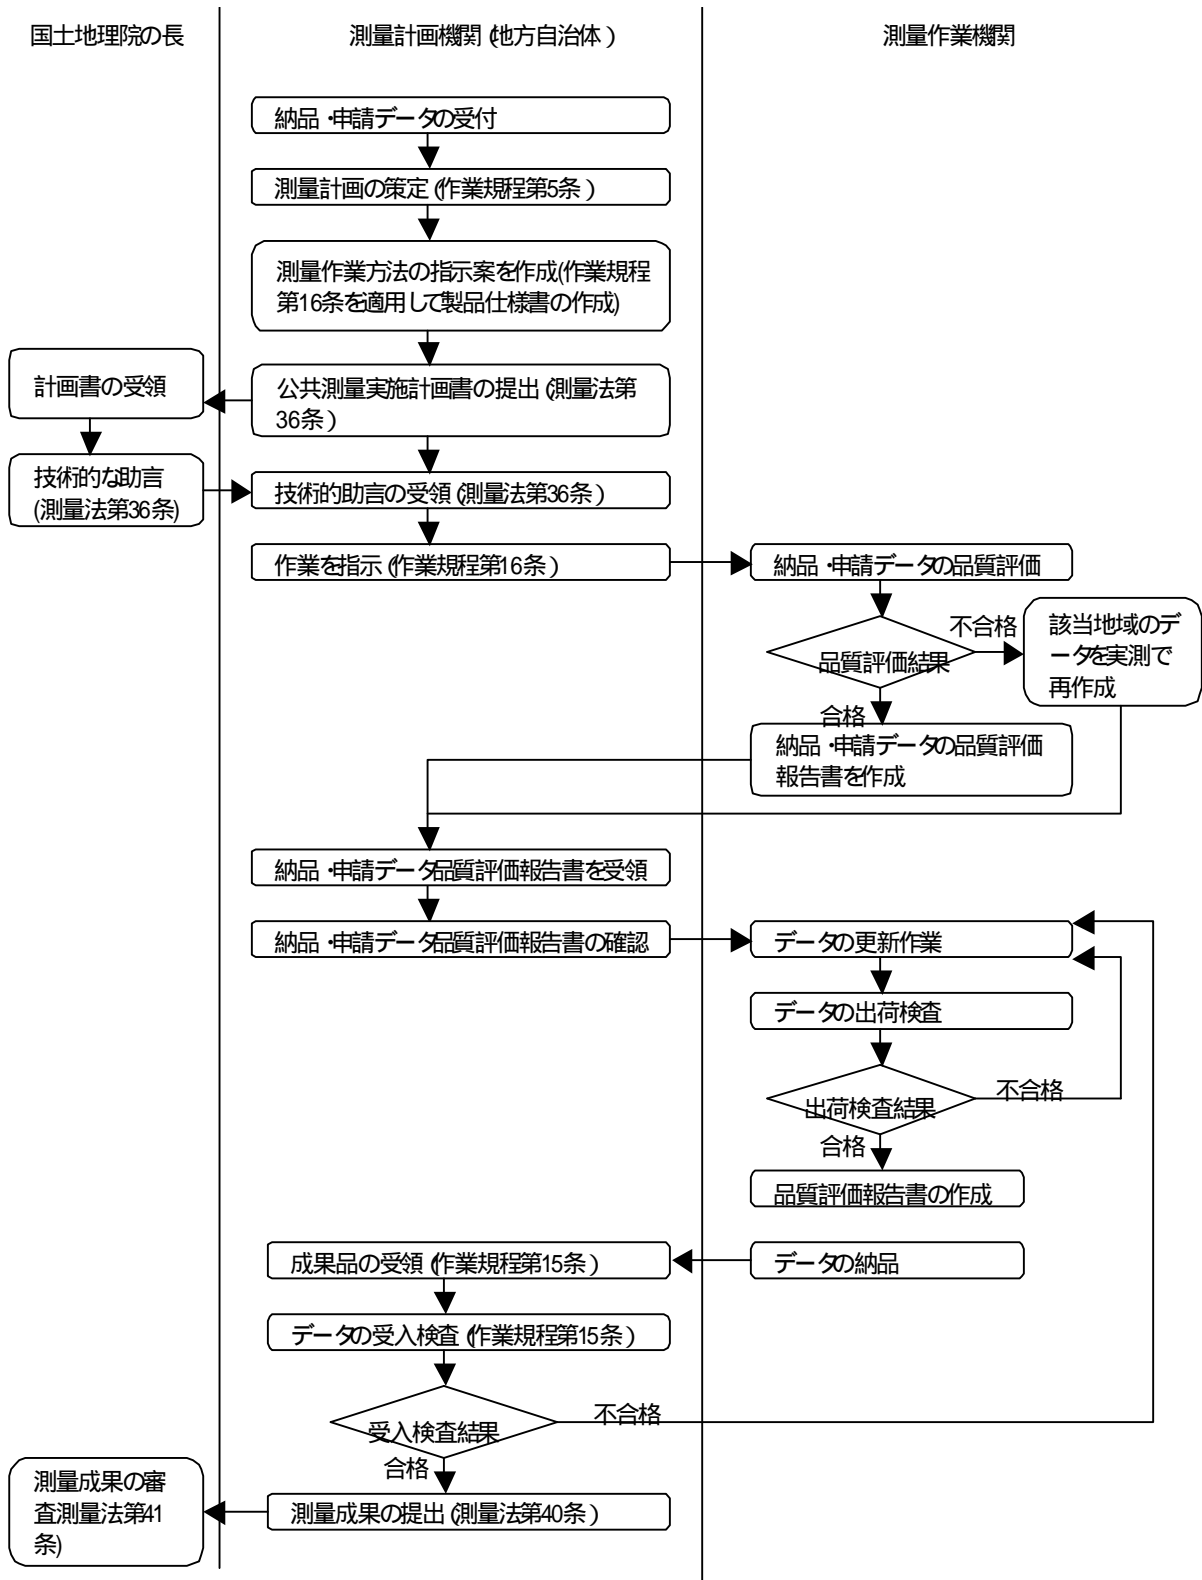 国土地理院の長
測量計画機関(地方自治体)
測量作業機関
納品・申請データの受付
測量計画の策定(作業規程第5条)
測量作業方法の指示案を作成(作業規程
第16条を適用して製品仕様書の作成)
計画書の受領
公共測量実施計画書の提出(測量法第
36条)
技術的な助言
(測量法第36条)
技術的助言の受領(測量法第36条)
作業を指示(作業規程第16条)
納品・申請データの品質評価
品質評価結果
不合格
該当地域のデ
ータを実測で
再作成
合格
納品・申請データの品質評価
報告書を作成
納品・申請データ品質評価報告書を受領
納品・申請データ品質評価報告書の確認
データの更新作業
データの出荷検査
出荷検査結果
不合格
合格
品質評価報告書の作成
成果品の受領(作業規程第15条)
データの納品
データの受入検査(作業規程第15条)
受入検査結果
不合格
合格
測量成果の審
査測量法第41
条)
測量成果の提出(測量法第40条)